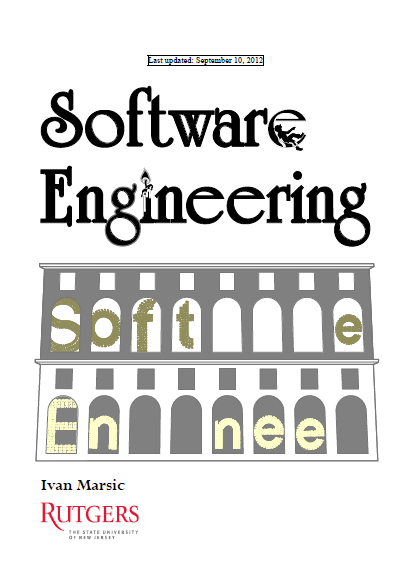 Last updated: September 10, 2012
Software
Engineering
Soft e
En nee
Ivan Marsic
RUTGERS
THE STATE UNIVERSITY
OF NEW JERSEY